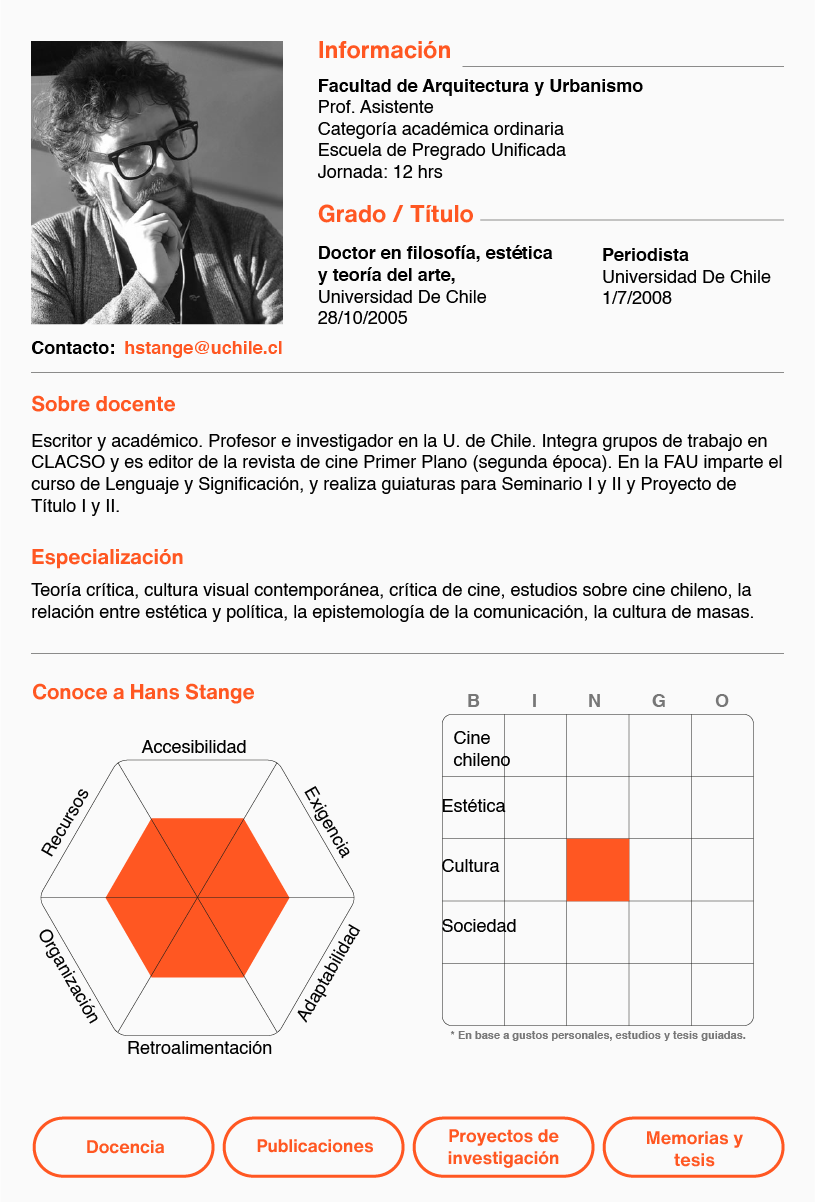 Información
Facultad de Arquitectura y Urbanismo
Prof. Asistente
Categoría académica ordinaria
Escuela de Pregrado Unificada
Jornada: 12 hrs
Grado / Título
Doctor en filosofía, estética
y teoría del arte,
Universidad De Chile
28/10/2005
Periodista
Universidad De Chile
1/7/2008
Contacto: hstange@uchile.cl
Sobre docente
Escritor y académico. Profesor e investigador en la U. de Chile. Integra grupos de trabajo en
CLACSO y es editor de la revista de cine Primer Plano (segunda época). En la FAU imparte el
curso de Lenguaje y Significación, y realiza guiaturas para Seminario I y II y Proyecto de
Título I y II.
Especialización
Teoría crítica, cultura visual contemporánea, crítica de cine, estudios sobre cine chileno, la
relación entre estética y política, la epistemología de la comunicación, la cultura de masas.
Conoce a Hans Stange
Accesibilidad
Recursos
Exigencia
Organización
Adaptabilidad
Retroalimentación
B I N G O
Cine
chileno
Estética
Cultura
Sociedad
* En base a gustos personales, estudios y tesis guiadas.
Docencia
Publicaciones
Proyectos de
investigación
Memorias y
tesis